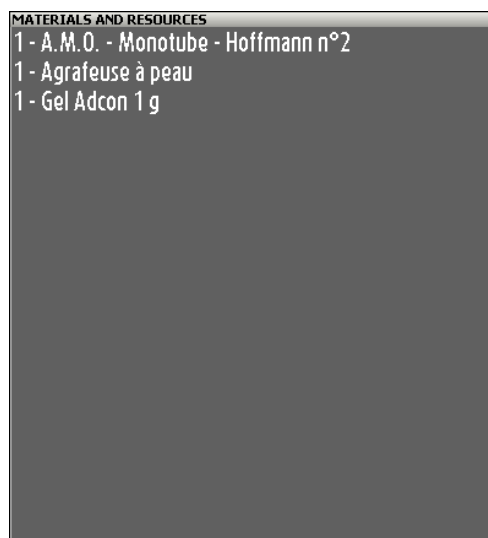 MATERIALS AND RESOURCES
1 - A.M.O. - Monotube - Hoffmann n°2
1 - Agrafeuse à peau
1 - Gel Adcon 1 g